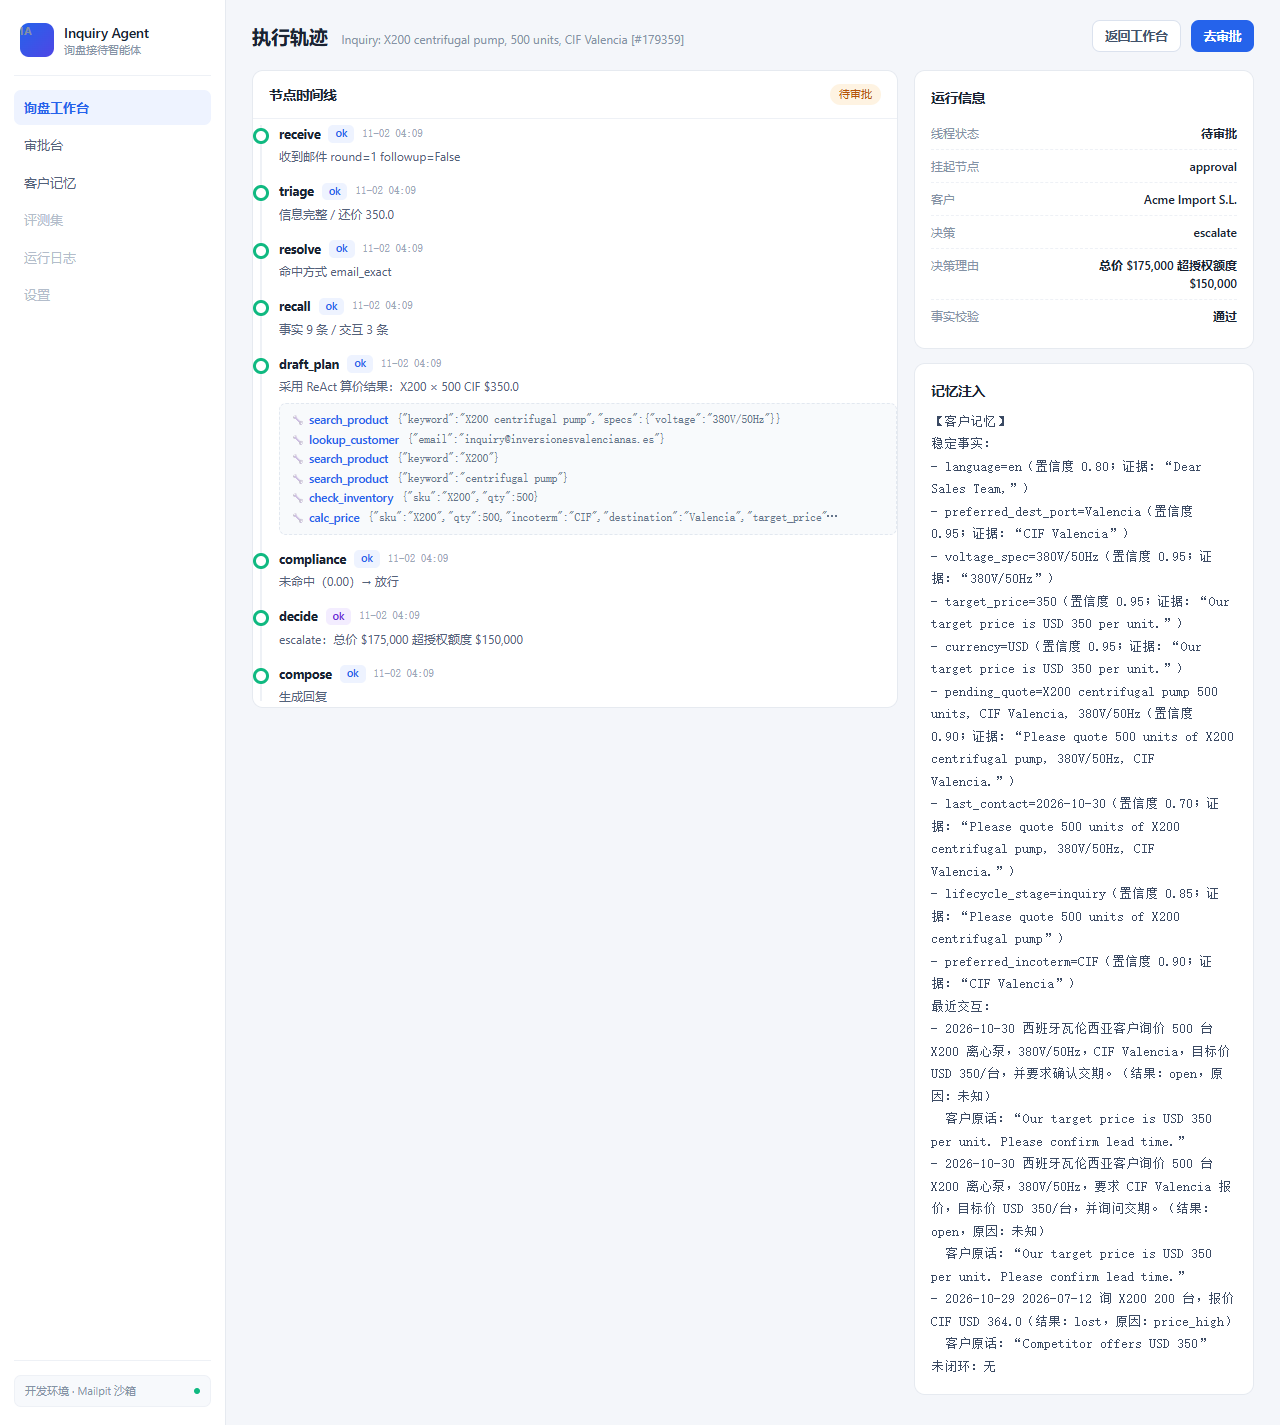 IA
Inquiry Agent
询盘接待智能体
询盘工作台
审批台
客户记忆
评测集
运行日志
设置
开发环境 · Mailpit 沙箱
执行轨迹 Inquiry: X200 centrifugal pump, 500 units, CIF Valencia [#179359]
返回工作台 去审批
节点时间线 待审批
receive ok 11-02 04:09
收到邮件 round=1 followup=False
triage ok 11-02 04:09
信息完整 / 还价 350.0
resolve ok 11-02 04:09
命中方式 email_exact
recall ok 11-02 04:09
事实 9 条 / 交互 3 条
draft_plan ok 11-02 04:09
采用 ReAct 算价结果：X200 × 500 CIF $350.0
search_product {"keyword":"X200 centrifugal pump","specs":{"voltage":"380V/50Hz"}}
lookup_customer {"email":"inquiry@inversionesvalencianas.es"}
search_product {"keyword":"X200"}
search_product {"keyword":"centrifugal pump"}
check_inventory {"sku":"X200","qty":500}
calc_price {"sku":"X200","qty":500,"incoterm":"CIF","destination":"Valencia","target_price"…
compliance ok 11-02 04:09
未命中（0.00）→ 放行
decide ok 11-02 04:09
escalate：总价 $175,000 超授权额度 $150,000
compose ok 11-02 04:09
生成回复
运行信息
线程状态 待审批
挂起节点 approval
客户 Acme Import S.L.
决策 escalate
决策理由 总价 $175,000 超授权额度
$150,000
事实校验 通过
记忆注入
【客户记忆】
稳定事实：
- language=en（置信度 0.80；证据：“Dear
Sales Team,”）
- preferred_dest_port=Valencia（置信度
0.95；证据：“CIF Valencia”）
- voltage_spec=380V/50Hz（置信度 0.95；证
据：“380V/50Hz”）
- target_price=350（置信度 0.95；证据：“Our
target price is USD 350 per unit.”）
- currency=USD（置信度 0.95；证据：“Our
target price is USD 350 per unit.”）
- pending_quote=X200 centrifugal pump 500
units, CIF Valencia, 380V/50Hz（置信度
0.90；证据：“Please quote 500 units of X200
centrifugal pump, 380V/50Hz, CIF
Valencia.”）
- last_contact=2026-10-30（置信度 0.70；证
据：“Please quote 500 units of X200
centrifugal pump, 380V/50Hz, CIF
Valencia.”）
- lifecycle_stage=inquiry（置信度 0.85；证
据：“Please quote 500 units of X200
centrifugal pump”）
- preferred_incoterm=CIF（置信度 0.90；证
据：“CIF Valencia”）
最近交互：
- 2026-10-30 西班牙瓦伦西亚客户询价 500 台
X200 离心泵，380V/50Hz，CIF Valencia，目标价
USD 350/台，并要求确认交期。（结果：open，原
因：未知）
客户原话：“Our target price is USD 350
per unit. Please confirm lead time.”
- 2026-10-30 西班牙瓦伦西亚客户询价 500 台
X200 离心泵，380V/50Hz，要求 CIF Valencia 报
价，目标价 USD 350/台，并询问交期。（结果：
open，原因：未知）
客户原话：“Our target price is USD 350
per unit. Please confirm lead time.”
- 2026-10-29 2026-07-12 询 X200 200 台，报价
CIF USD 364.0（结果：lost，原因：price_high）
客户原话：“Competitor offers USD 350”
未闭环：无